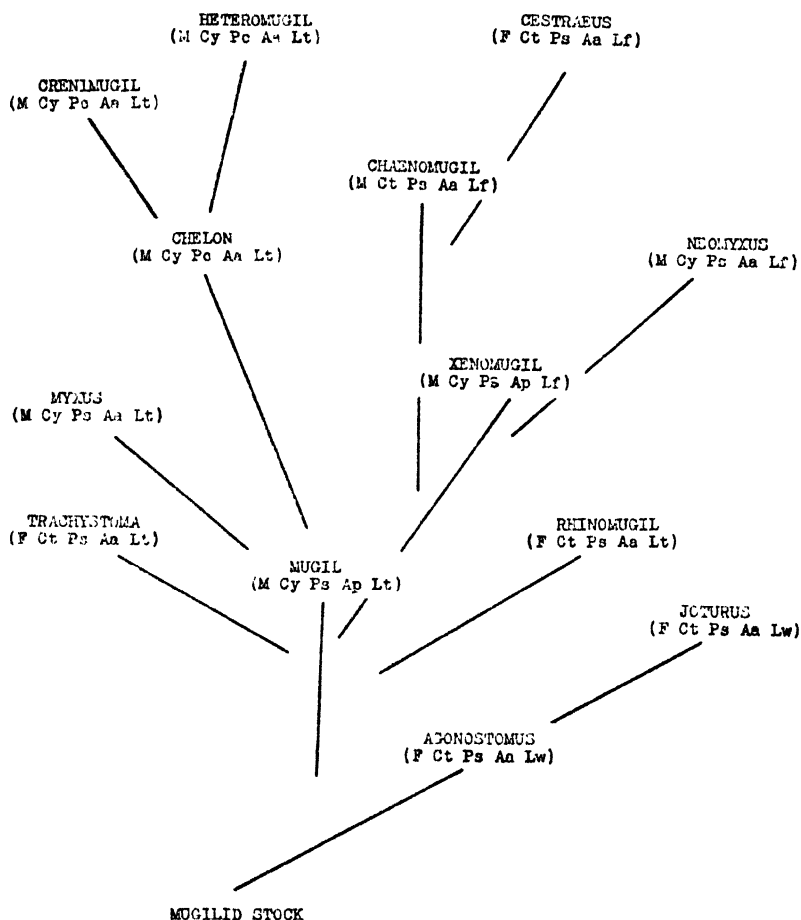 HETEROMUGIL
(M Cy Pc Aa Lt)
CESTRAEUS
(F Ct Ps Aa Lf)
CRENIMUGIL
(M Cy Pc Aa Lt)
CHAENOMUGIL
(M Ct Ps Aa Lf)
CHELON
(M Cy Pc Aa Lt)
NEOMYXUS
(M Cy Ps Aa Lf)
XENOMUGIL
(M Cy Ps Ap Lf)
MYXUS
(M Cy Ps Aa Lt)
TRACHYSTOMA
(F Ct Ps Aa Lt)
RHINOMUGIL
(F Ct Ps Aa Lt)
MUGIL
(M Cy Ps Ap Lt)
JOTURUS
(F Ct Ps Aa Lw)
AGONOSTOMUS
(F Ct Ps Aa Lw)
MUGILID STOCK